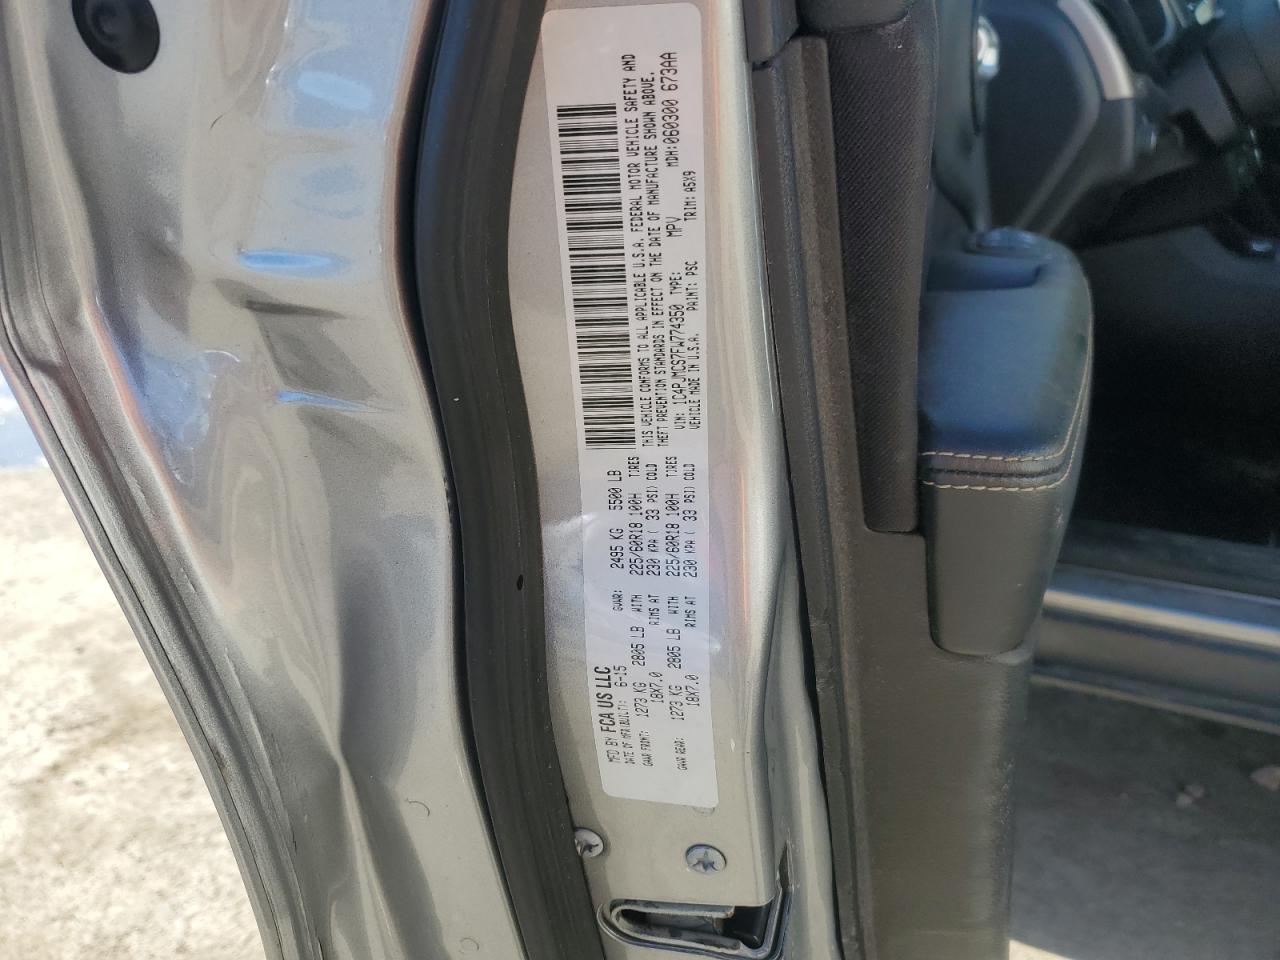 MFD BY FCA US LLC
DATE OF MFR(BUILT): 6-15 GVWR: 2495 KG 5500 LB
GAWR FRONT: 1273 KG 2805 LB WITH 225/60R18 100H TIRES
18X7.0 RIMS AT 230 KPA ( 33 PSI) COLD
GAWR REAR: 1273 KG 2805 LB WITH 225/60R18 100H TIRES
18X7.0 RIMS AT 230 KPA ( 33 PSI) COLD
THIS VEHICLE CONFORMS TO ALL APPLICABLE U.S.A. FEDERAL MOTOR VEHICLE SAFETY AND
THEFT PREVENTION STANDARDS IN EFFECT ON THE DATE OF MANUFACTURE SHOWN ABOVE.
VIN: 1C4PJMCS7FW774350 TYPE: MPV MDH:060300 673AA
VEHICLE MADE IN U.S.A. PAINT: PSC TRIM: A5X9